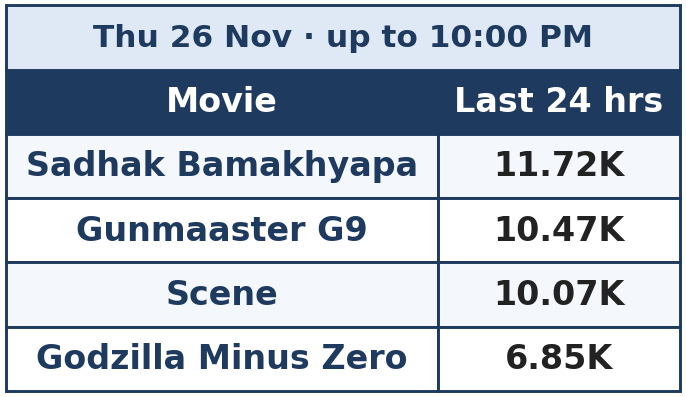 Thu 26 Nov · up to 10:00 PM
Movie Last 24 hrs
Sadhak Bamakhyapa 11.72K
Gunmaaster G9 10.47K
Scene 10.07K
Godzilla Minus Zero 6.85K